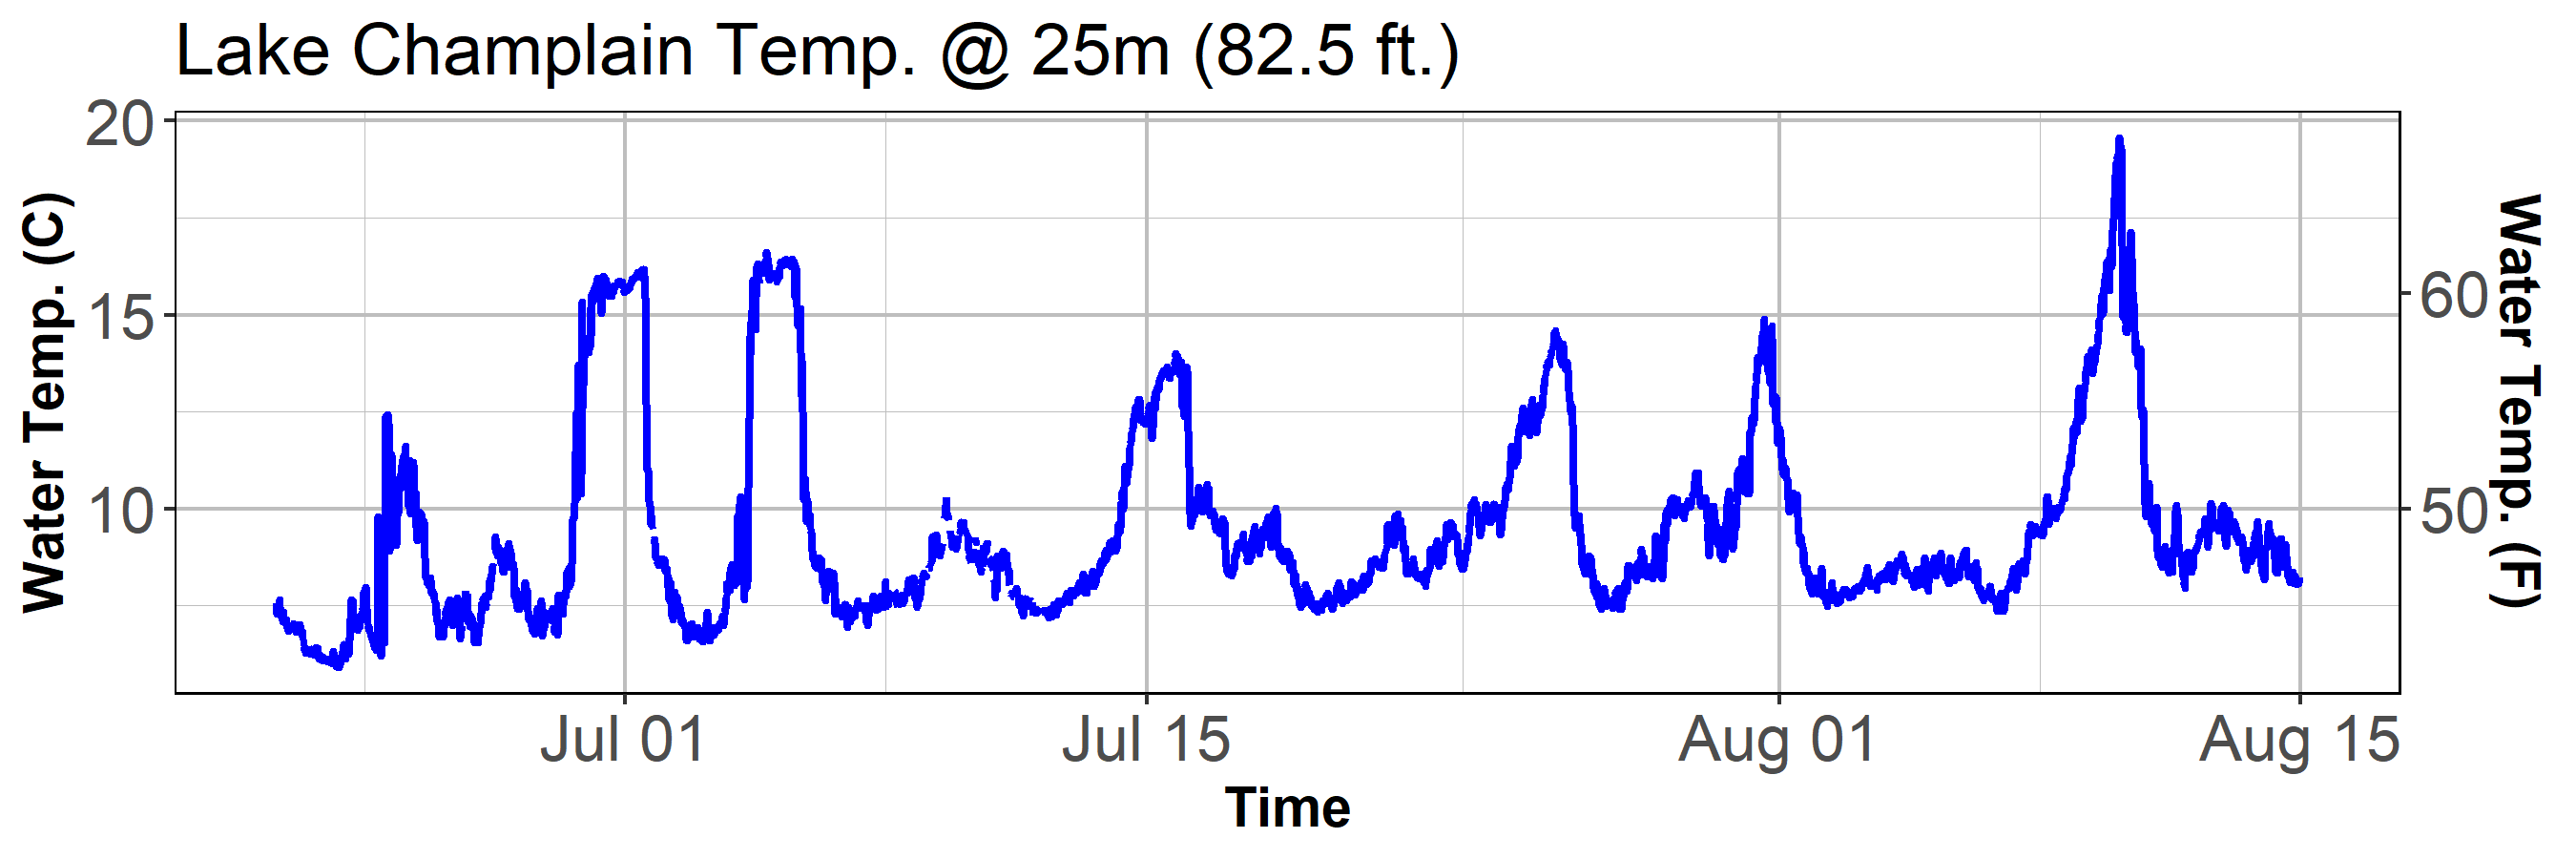 Lake Champlain Temp. @ 25m (82.5 ft.)
Water Temp. (C)
20
15
10
60
50
Water Temp. (F)
Jul 01
Jul 15
Aug 01
Aug 15
Time